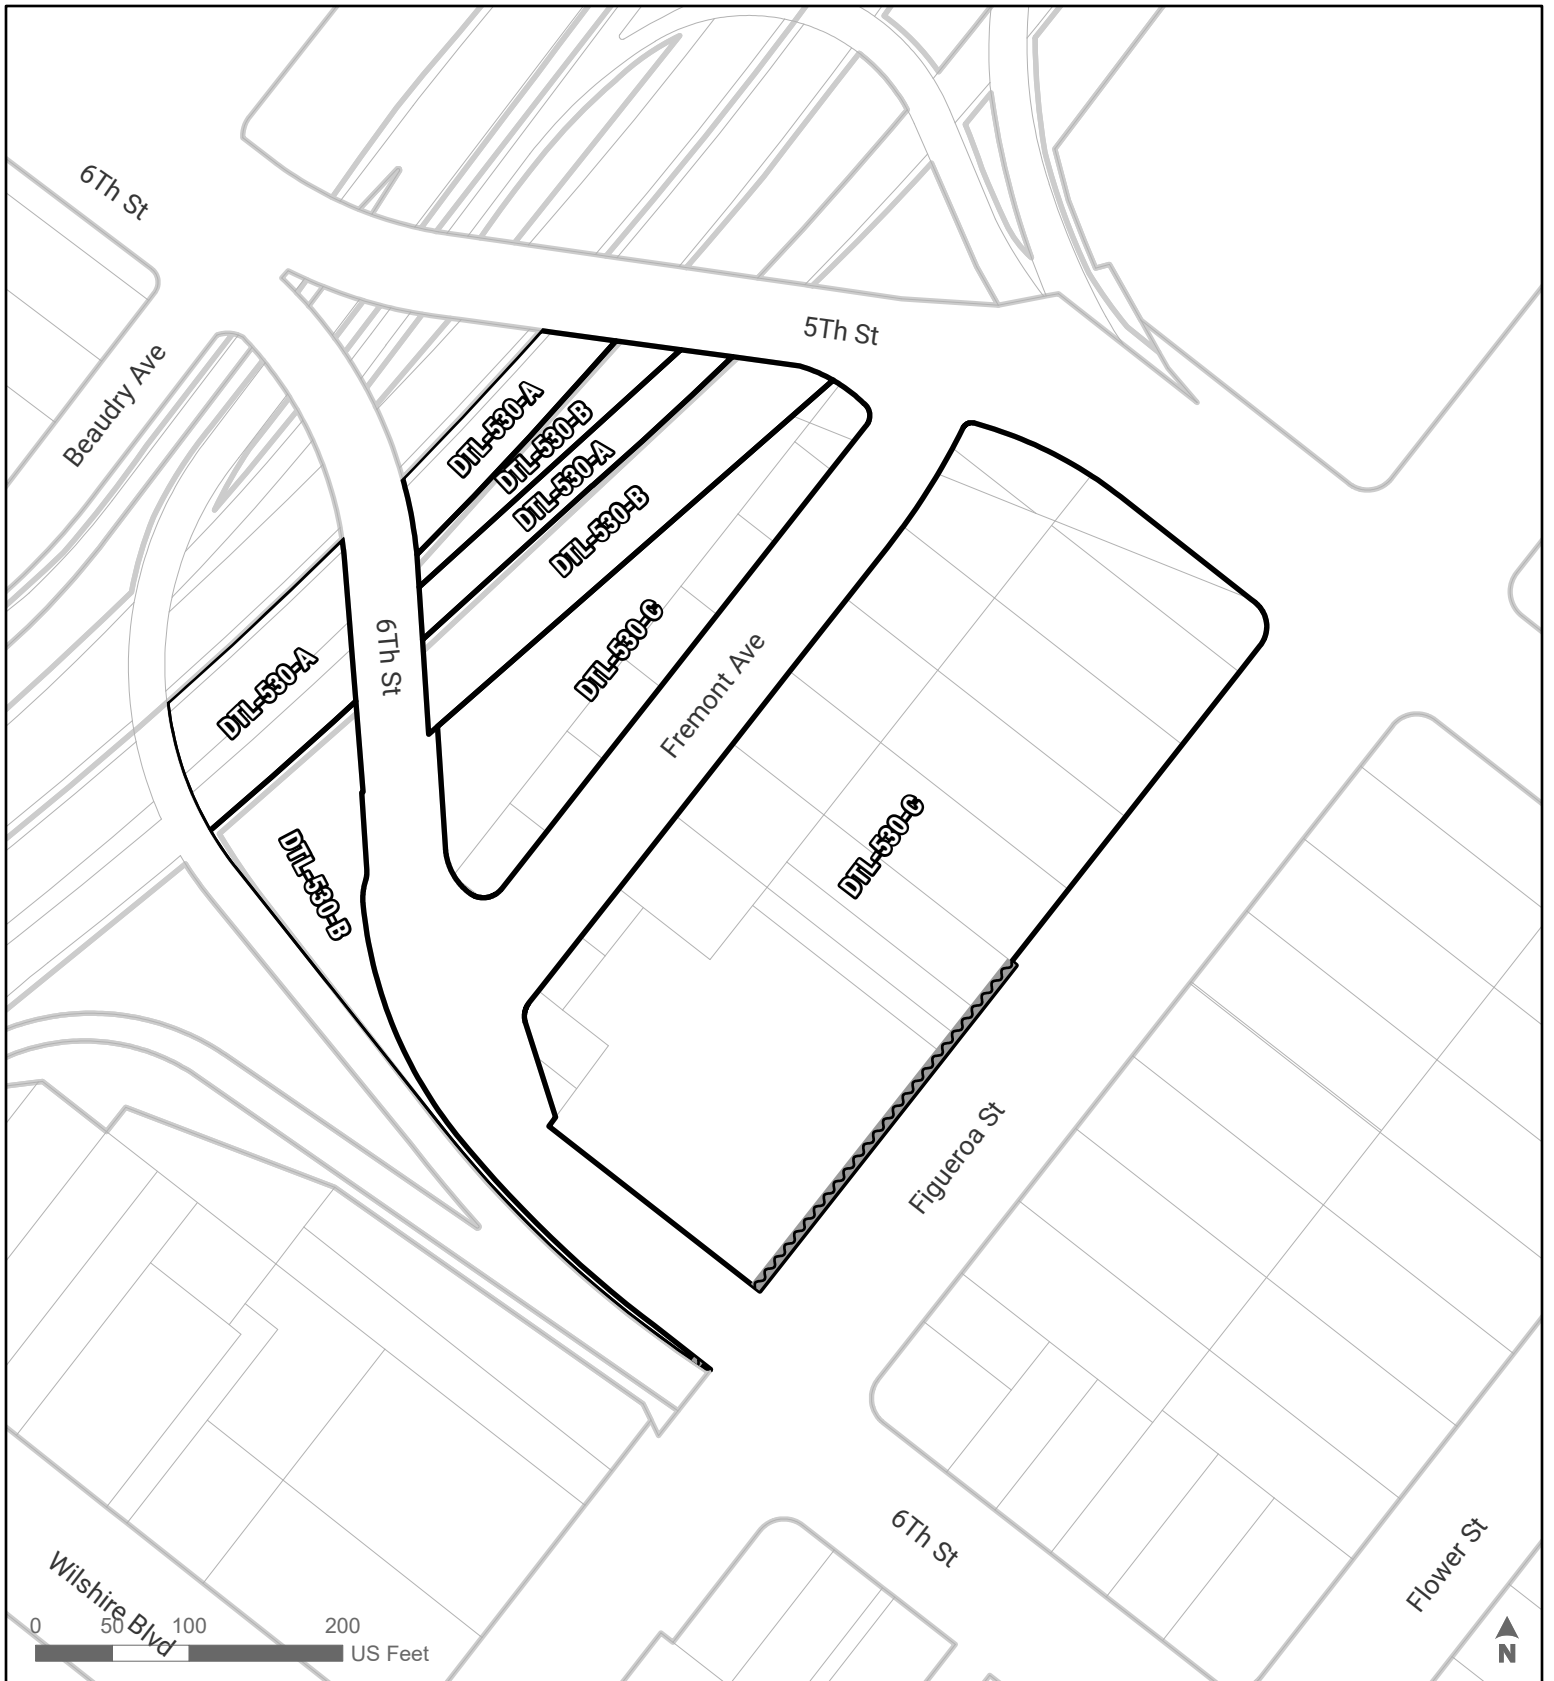 6Th St
5Th St
Beaudry Ave
DTL-530-A
DTL-530-B
DTL-530-A
DTL-530-B
DTL-530-C
6Th St
DTL-530-A
Fremont Ave
DTL-530-C
DTL-530-B
Figueroa St
6Th St
Flower St
Wilshire Blvd
0 50 100 200
US Feet
N